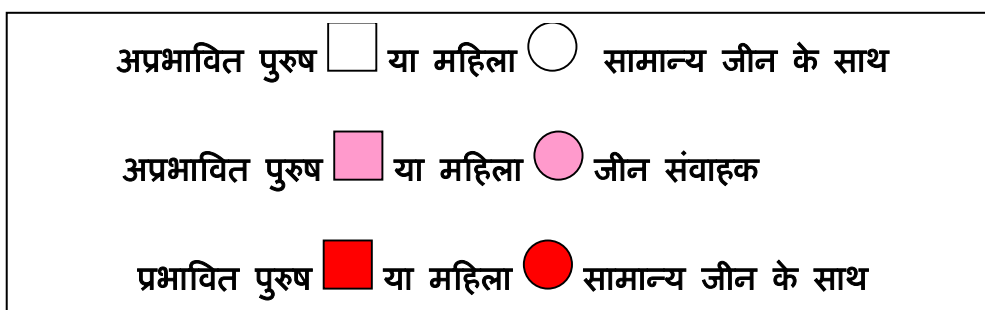 अप्रभावित पुरुष या महिला सामान्य जीन के साथ
अप्रभावित पुरुष या महिला जीन संवाहक
प्रभावित पुरुष या महिला सामान्य जीन के साथ